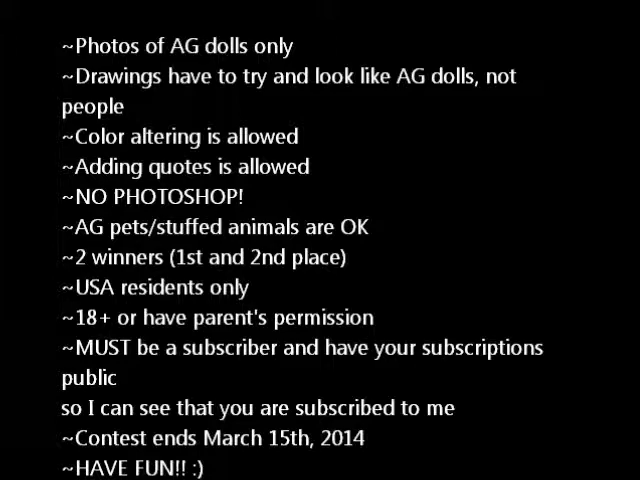 ~Photos of AG dolls only
~Drawings have to try and look like AG dolls, not
people
~Color altering is allowed
~Adding quotes is allowed
~NO PHOTOSHOP!
~AG pets/stuffed animals are OK
~2 winners (1st and 2nd place)
~USA residents only
~18+ or have parent's permission
~MUST be a subscriber and have your subscriptions
public
so I can see that you are subscribed to me
~Contest ends March 15th, 2014
~HAVE FUN!! :)